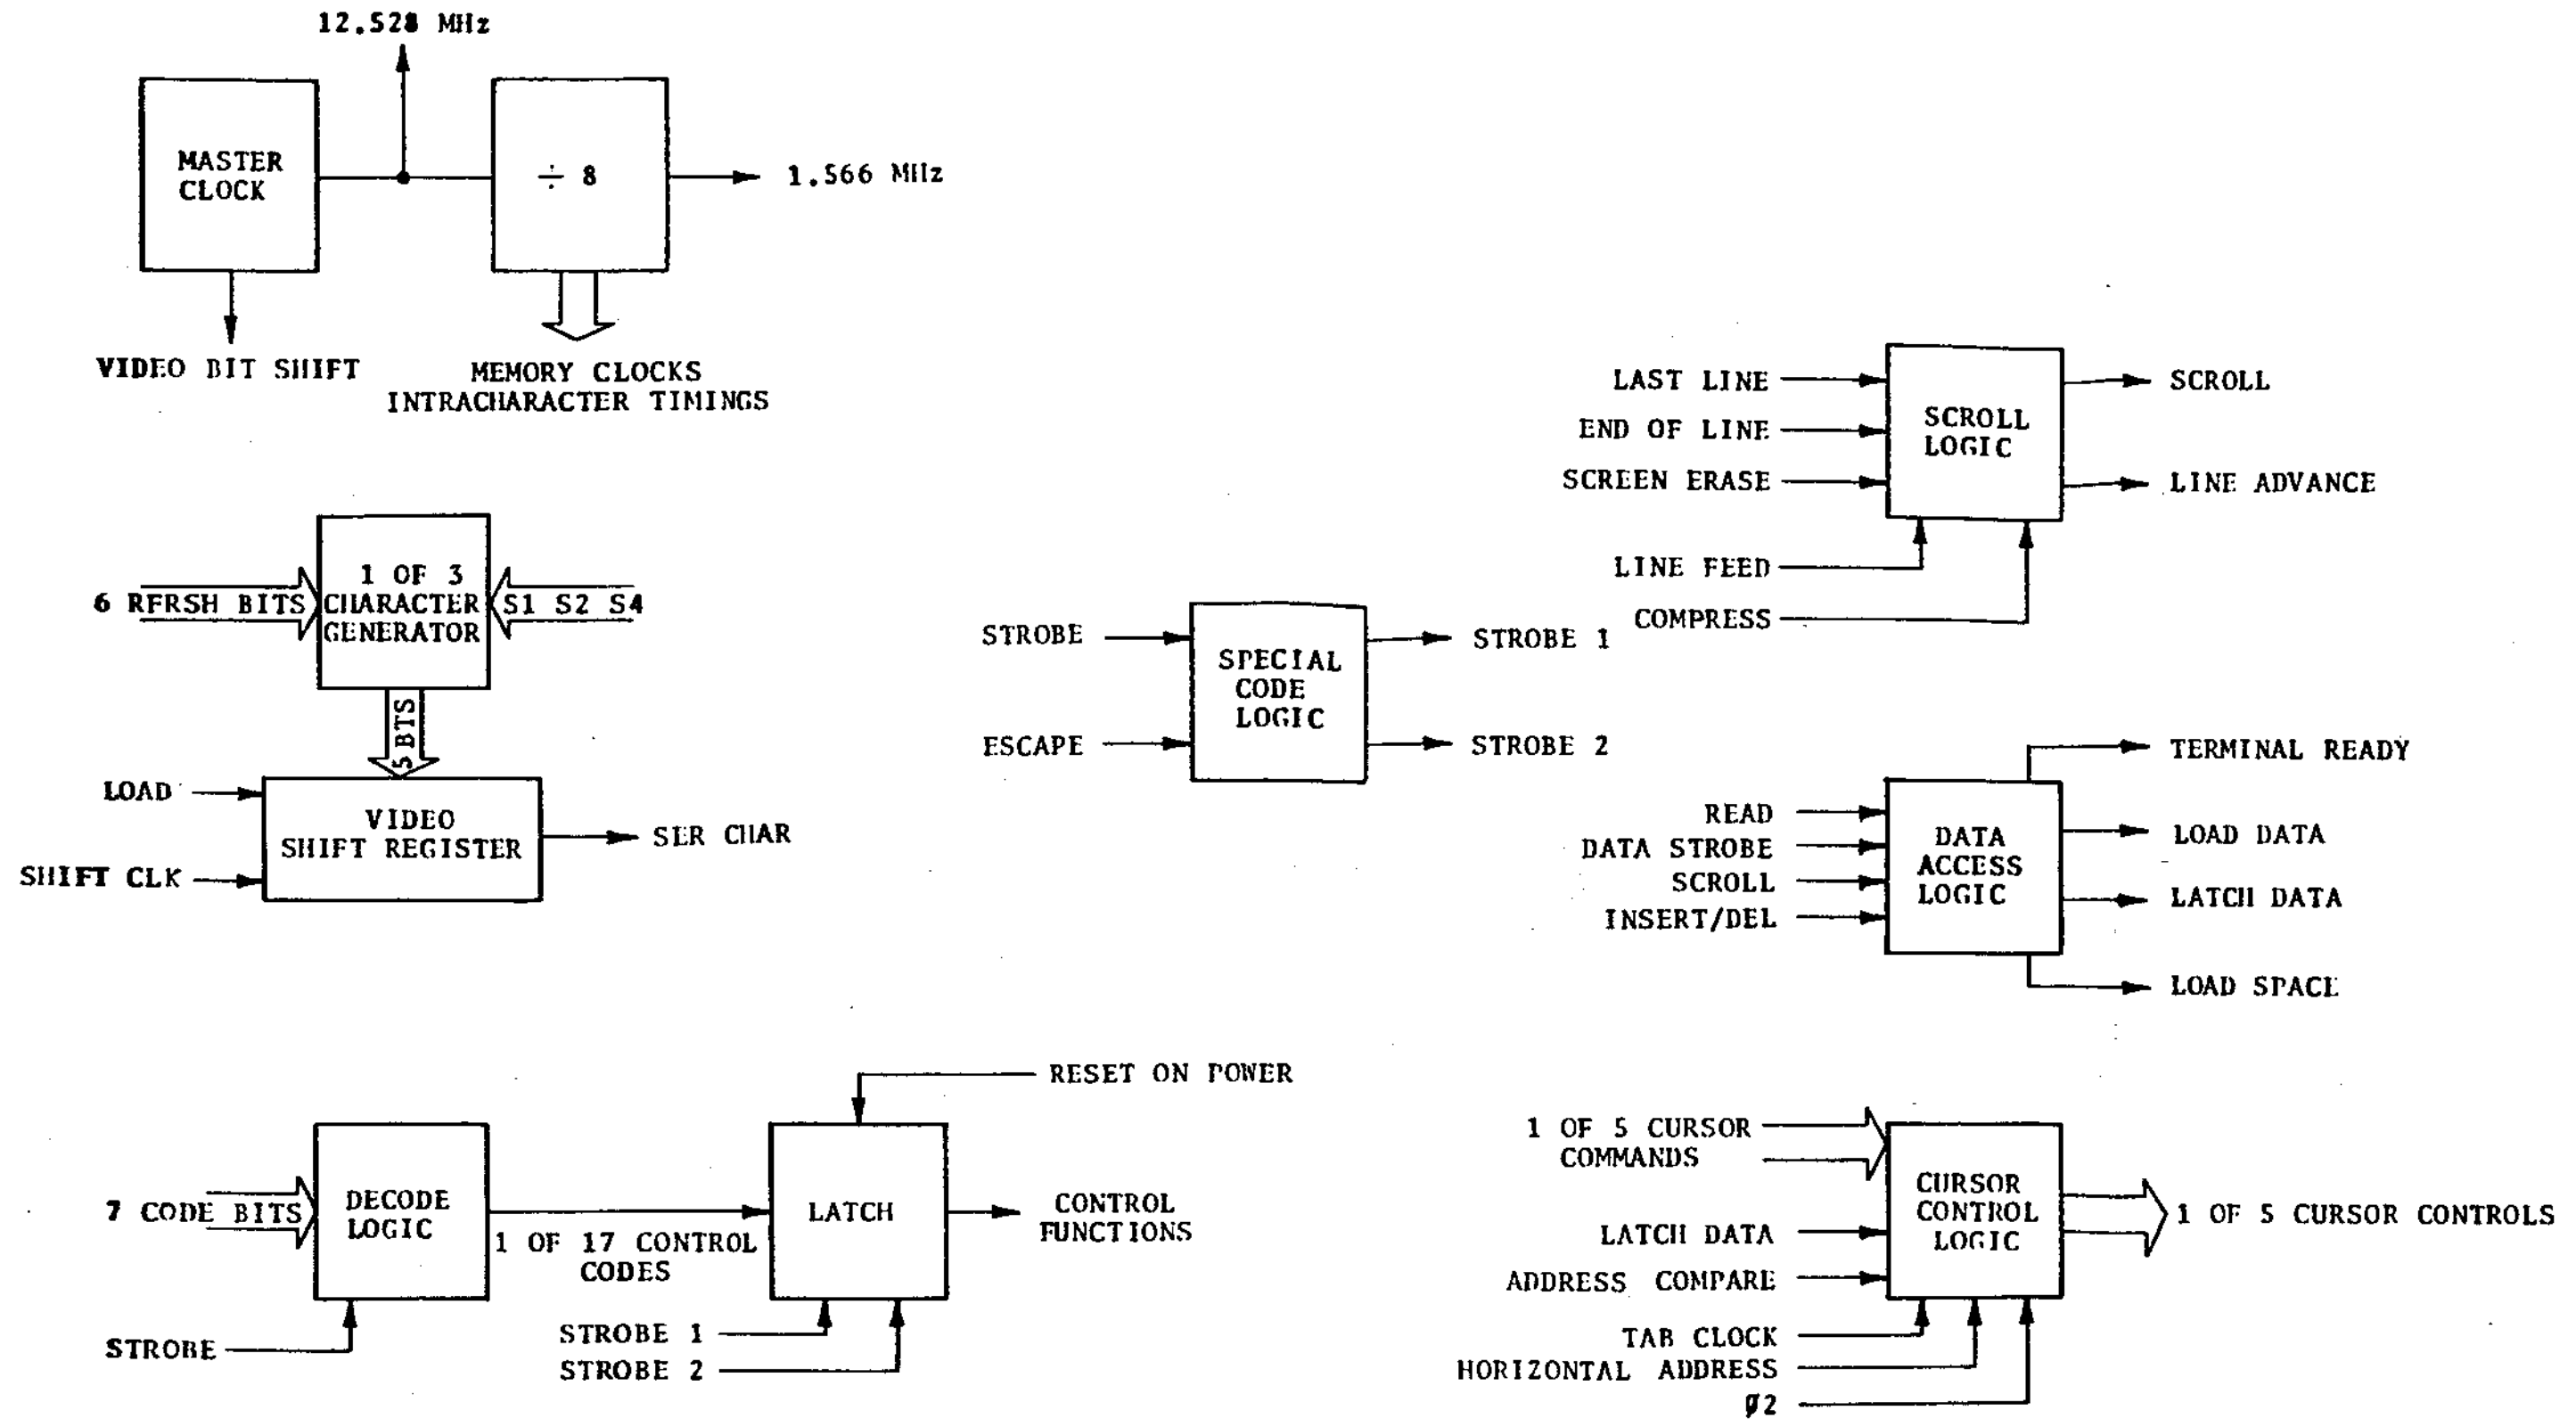 12.528 MHz
MASTER
CLOCK
÷ 8
1.566 MHz
VIDEO BIT SHIFT
MEMORY CLOCKS
INTRACHARACTER TIMINGS
6 RFRSH BITS
1 OF 3
CHARACTER
GENERATOR
S1 S2 S4
5 BTS
LOAD
SHIFT CLK
VIDEO
SHIFT REGISTER
SER CHAR
7 CODE BITS
DECODE
LOGIC
STROBE
1 OF 17 CONTROL
CODES
RESET ON POWER
LATCH
CONTROL
FUNCTIONS
STROBE 1
STROBE 2
STROBE
ESCAPE
SPECIAL
CODE
LOGIC
STROBE 1
STROBE 2
LAST LINE
END OF LINE
SCREEN ERASE
LINE FEED
COMPRESS
SCROLL
LOGIC
SCROLL
LINE ADVANCE
READ
DATA STROBE
SCROLL
INSERT/DEL
DATA
ACCESS
LOGIC
TERMINAL READY
LOAD DATA
LATCH DATA
LOAD SPACE
1 OF 5 CURSOR
COMMANDS
LATCH DATA
ADDRESS COMPARE
TAB CLOCK
HORIZONTAL ADDRESS
φ2
CURSOR
CONTROL
LOGIC
1 OF 5 CURSOR CONTROLS